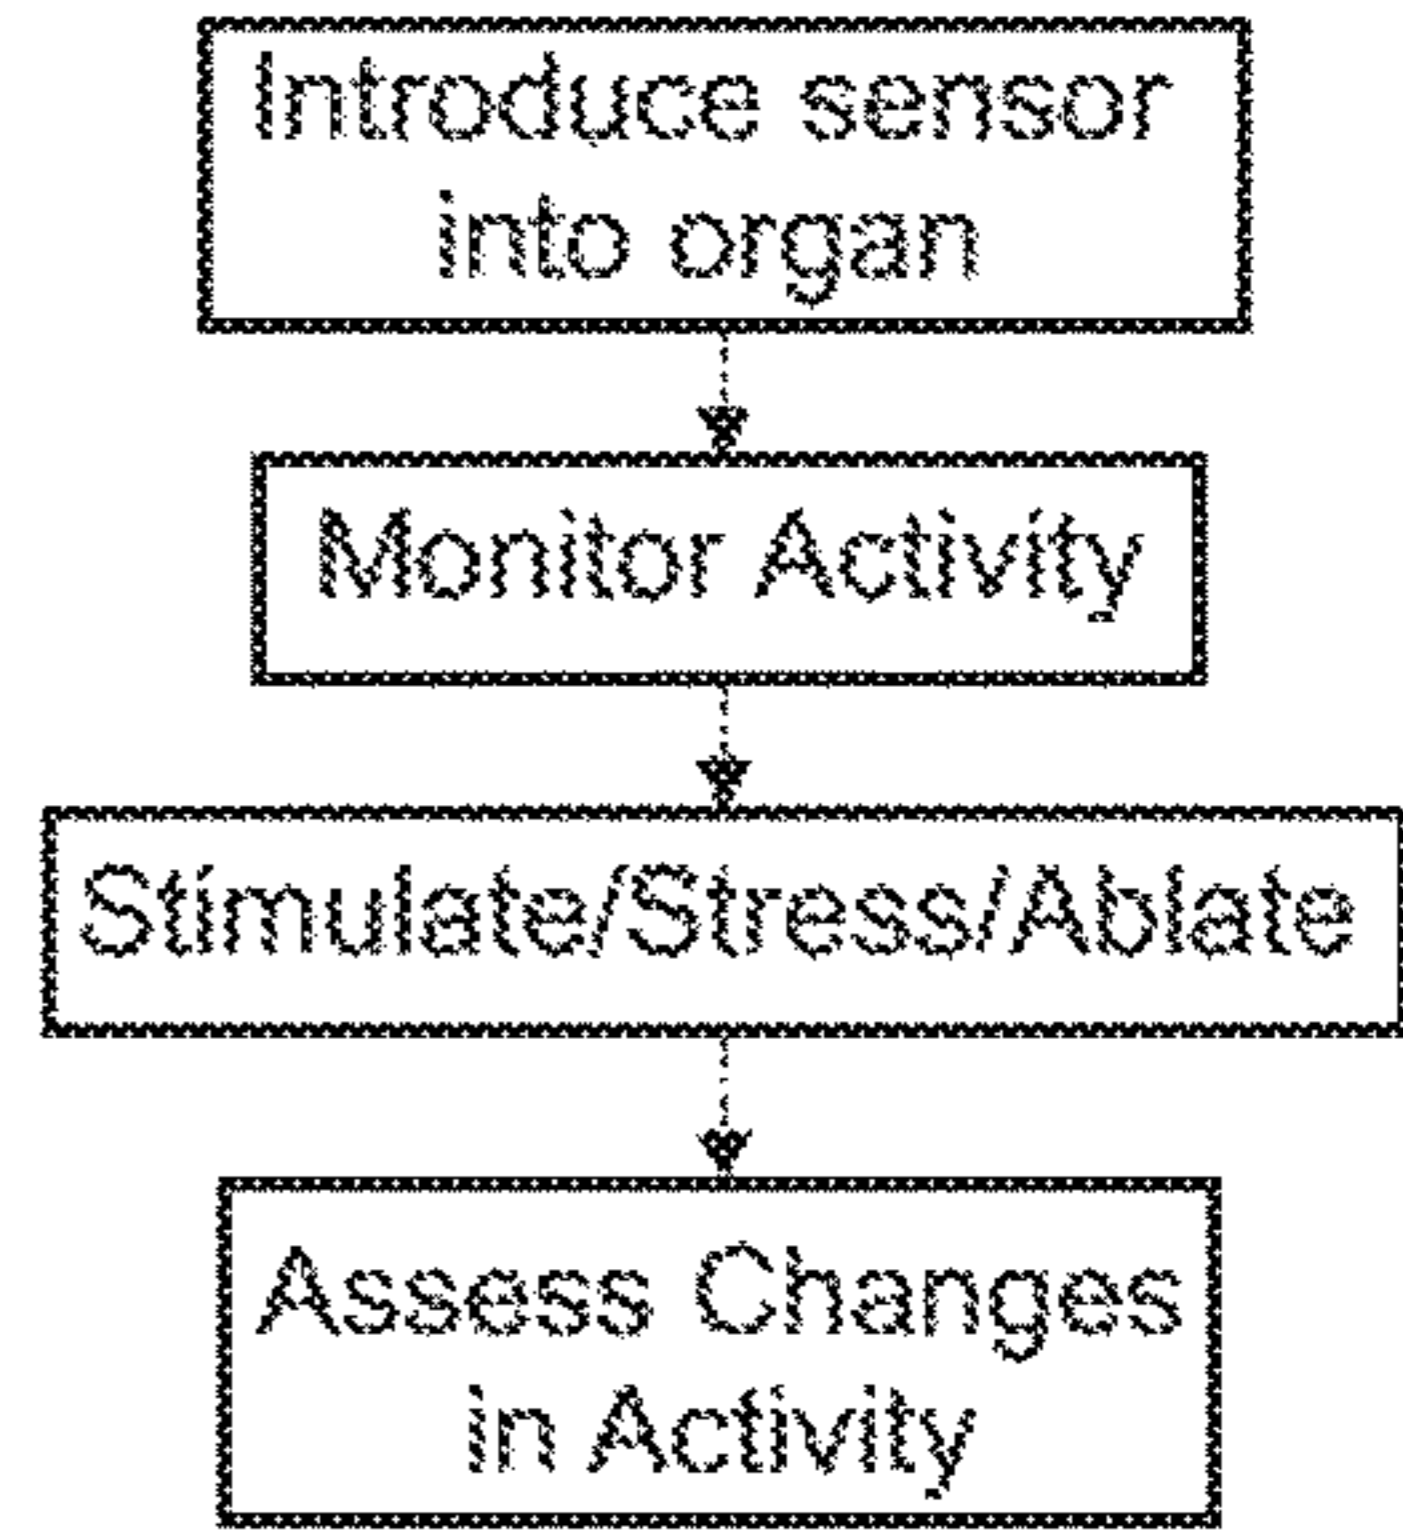 Introduce sensor
into organ
Monitor Activity
Stimulate/Stress/Ablate
Assess Changes
in Activity